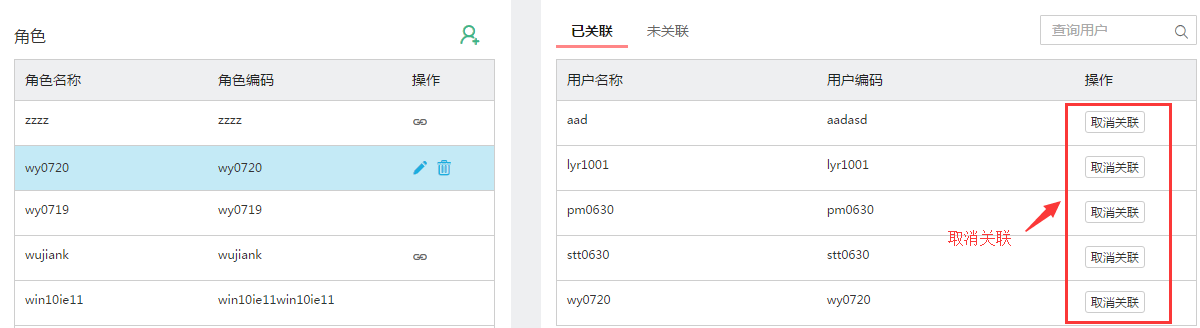 角色
角色名称 角色编码 操作
zzzz zzzz
wy0720 wy0720
wy0719 wy0719
wujiank wujiank
win10ie11 win10ie11win10ie11
已关联 未关联 查询用户
用户名称 用户编码 操作
aad aadasd 取消关联
lyr1001 lyr1001 取消关联
pm0630 pm0630 取消关联
取消关联
stt0630 stt0630 取消关联
wy0720 wy0720 取消关联